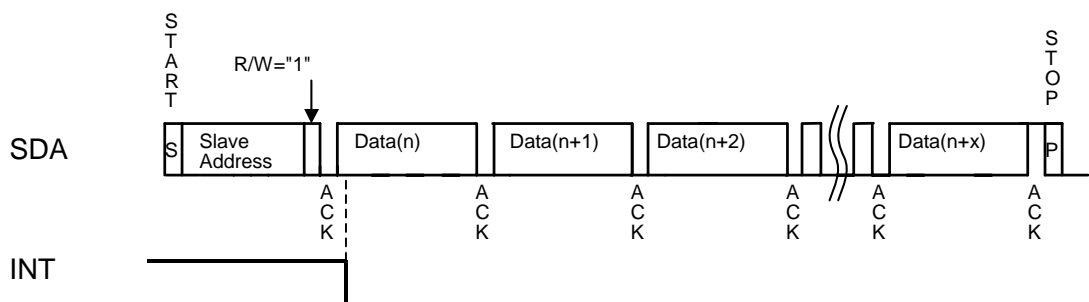 START
STOP
R/W="1"
SDA
S
Slave
Address
Data(n)
Data(n+1)
Data(n+2)
Data(n+x)
P
ACK
ACK
ACK
ACK
ACK
ACK
INT